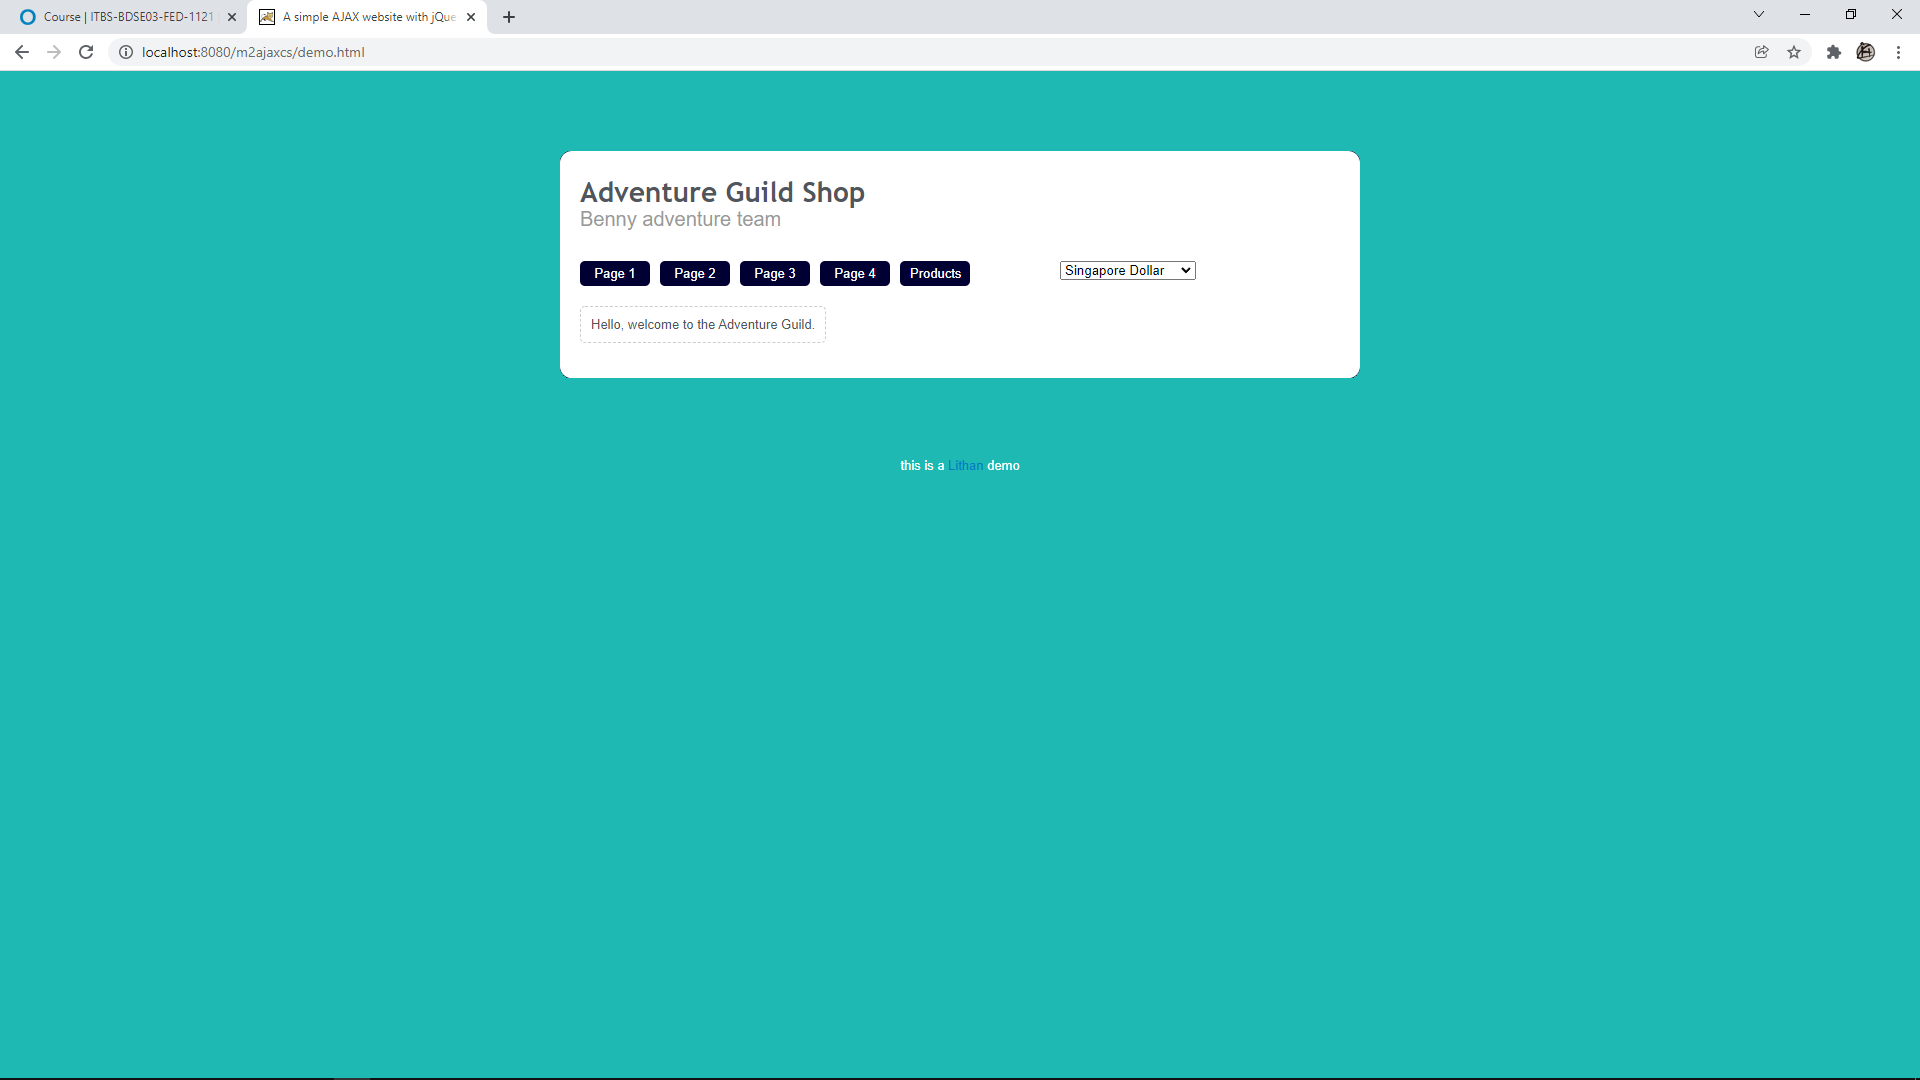 Course | ITBS-BDSE03-FED-1121
A simple AJAX website with jQue
localhost:8080/m2ajaxcs/demo.html
Adventure Guild Shop
Benny adventure team
Page 1 Page 2 Page 3 Page 4 Products Singapore Dollar
Hello, welcome to the Adventure Guild.
this is a Lithan demo